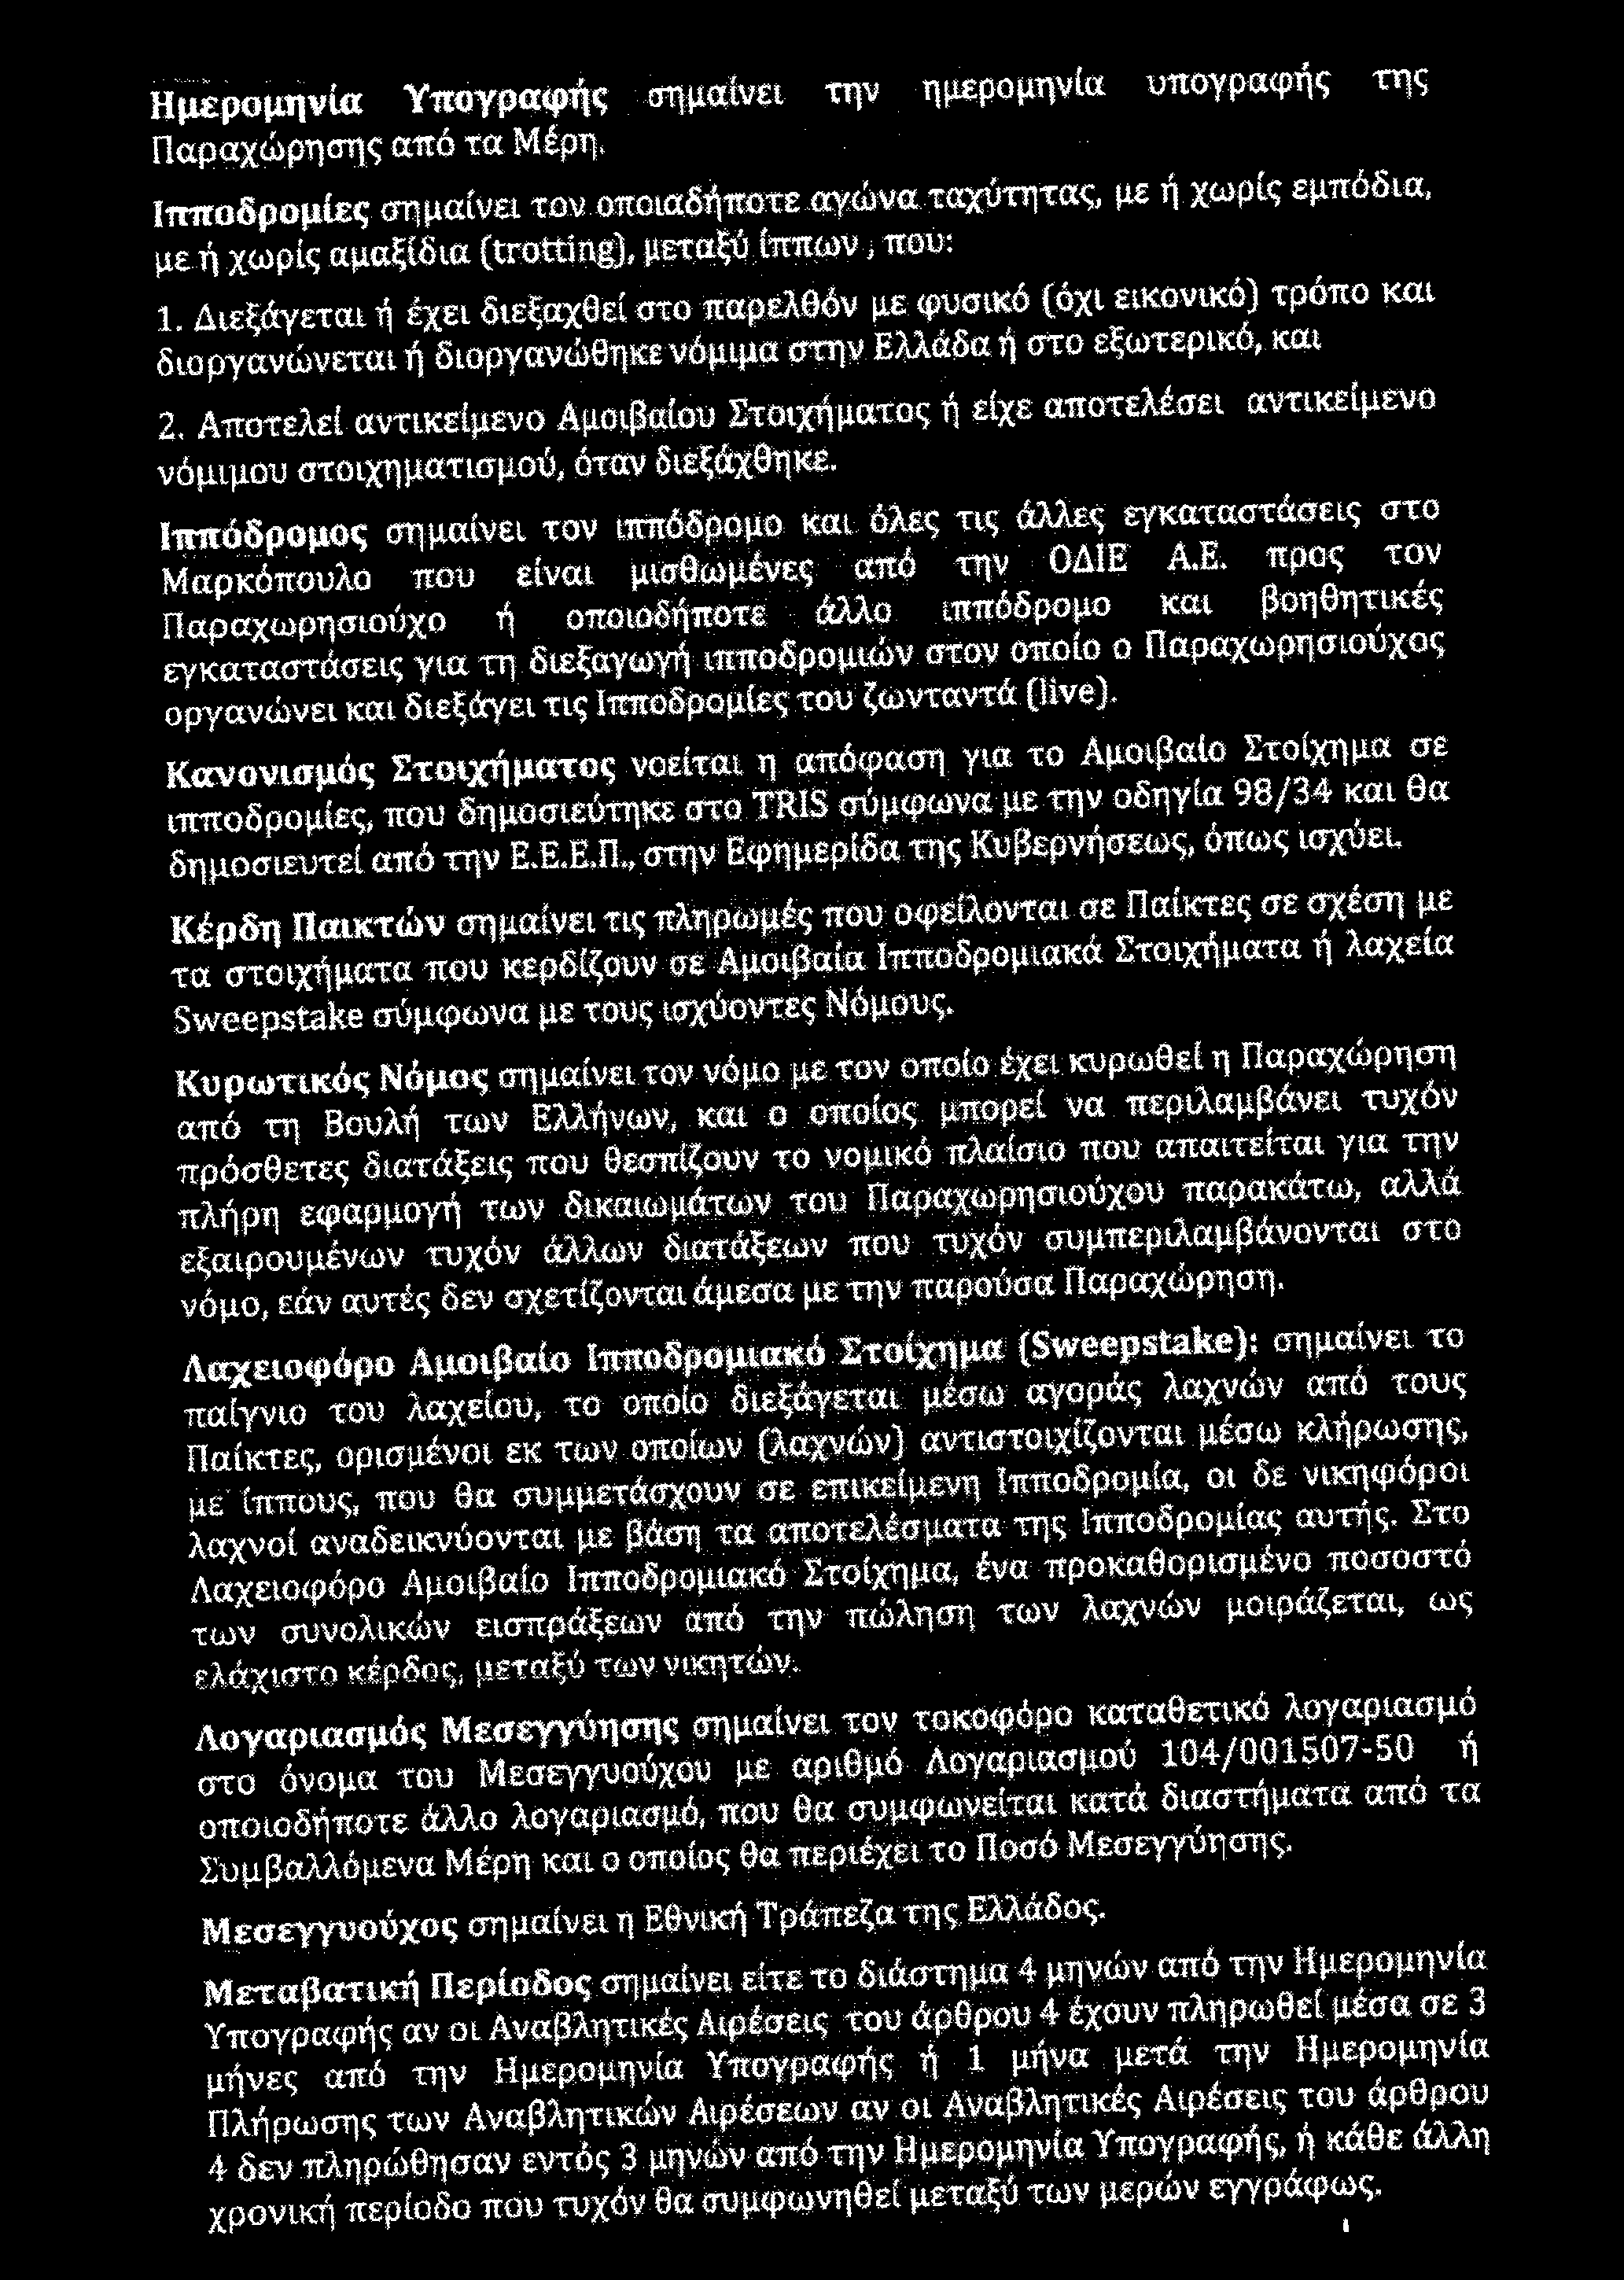 Ημερομηνία Υπογραφής σημαίνει την ημερομηνία υπογραφής της
Παραχώρησης από τα Μέρη.
Ιπποδρομίες σημαίνει τον οποιαδήποτε αγώνα ταχύτητας, με ή χωρίς εμπόδια,
με ή χωρίς αμαξίδια (trotting), μεταξύ ίππων, που:
1. Διεξάγεται ή έχει διεξαχθεί στο παρελθόν με φυσικό (όχι εικονικό) τρόπο και
διοργανώνεται ή διοργανώθηκε νόμιμα στην Ελλάδα ή στο εξωτερικό, και
2. Αποτελεί αντικείμενο Αμοιβαίου Στοιχήματος ή είχε αποτελέσει αντικείμενο
νόμιμου στοιχηματισμού, όταν διεξάχθηκε.
Ιππόδρομος σημαίνει τον ιππόδρομο και όλες τις άλλες εγκαταστάσεις στο
Μαρκόπουλο που είναι μισθωμένες από την ΟΔΙΕ Α.Ε. προς τον
Παραχωρησιούχο ή οποιοδήποτε άλλο ιππόδρομο και βοηθητικές
εγκαταστάσεις για τη διεξαγωγή ιπποδρομιών στον οποίο ο Παραχωρησιούχος
οργανώνει και διεξάγει τις Ιπποδρομίες του ζωνταντά (live).
Κανονισμός Στοιχήματος νοείται η απόφαση για το Αμοιβαίο Στοίχημα σε
ιπποδρομίες, που δημοσιεύτηκε στο TRIS σύμφωνα με την οδηγία 98/34 και θα
δημοσιευτεί από την Ε.Ε.Ε.Π., στην Εφημερίδα της Κυβερνήσεως, όπως ισχύει.
Κέρδη Παικτών σημαίνει τις πληρωμές που οφείλονται σε Παίκτες σε σχέση με
τα στοιχήματα που κερδίζουν σε Αμοιβαία Ιπποδρομιακά Στοιχήματα ή λαχεία
Sweepstake σύμφωνα με τους ισχύοντες Νόμους.
Κυρωτικός Νόμος σημαίνει τον νόμο με τον οποίο έχει κυρωθεί η Παραχώρηση
από τη Βουλή των Ελλήνων, και ο οποίος μπορεί να περιλαμβάνει τυχόν
πρόσθετες διατάξεις που θεσπίζουν το νομικό πλαίσιο που απαιτείται για την
πλήρη εφαρμογή των δικαιωμάτων του Παραχωρησιούχου παρακάτω, αλλά
εξαιρουμένων τυχόν άλλων διατάξεων που τυχόν συμπεριλαμβάνονται στο
νόμο, εάν αυτές δεν σχετίζονται άμεσα με την παρούσα Παραχώρηση.
Λαχειοφόρο Αμοιβαίο Ιπποδρομιακό Στοίχημα (Sweepstake): σημαίνει το
παίγνιο του λαχείου, το οποίο διεξάγεται μέσω αγοράς λαχνών από τους
Παίκτες, ορισμένοι εκ των οποίων (λαχνών) αντιστοιχίζονται μέσω κλήρωσης,
με ίππους, που θα συμμετάσχουν σε επικείμενη Ιπποδρομία, οι δε νικηφόροι
λαχνοί αναδεικνύονται με βάση τα αποτελέσματα της Ιπποδρομίας αυτής. Στο
Λαχειοφόρο Αμοιβαίο Ιπποδρομιακό Στοίχημα, ένα προκαθορισμένο ποσοστό
των συνολικών εισπράξεων από την πώληση των λαχνών μοιράζεται, ως
ελάχιστο κέρδος, μεταξύ των νικητών.
Λογαριασμός Μεσεγγύησης σημαίνει τον τοκοφόρο καταθετικό λογαριασμό
στο όνομα του Μεσεγγυούχου με αριθμό Λογαριασμού 104/001507-50 ή
οποιοδήποτε άλλο λογαριασμό, που θα συμφωνείται κατά διαστήματα από τα
Συμβαλλόμενα Μέρη και ο οποίος θα περιέχει το Ποσό Μεσεγγύησης.
Μεσεγγυούχος σημαίνει η Εθνική Τράπεζα της Ελλάδος.
Μεταβατική Περίοδος σημαίνει είτε το διάστημα 4 μηνών από την Ημερομηνία
Υπογραφής αν οι Αναβλητικές Αιρέσεις του άρθρου 4 έχουν πληρωθεί μέσα σε 3
μήνες από την Ημερομηνία Υπογραφής ή 1 μήνα μετά την Ημερομηνία
Πλήρωσης των Αναβλητικών Αιρέσεων αν οι Αναβλητικές Αιρέσεις του άρθρου
4 δεν πληρώθησαν εντός 3 μηνών από την Ημερομηνία Υπογραφής, ή κάθε άλλη
χρονική περίοδο που τυχόν θα συμφωνηθεί μεταξύ των μερών εγγράφως.